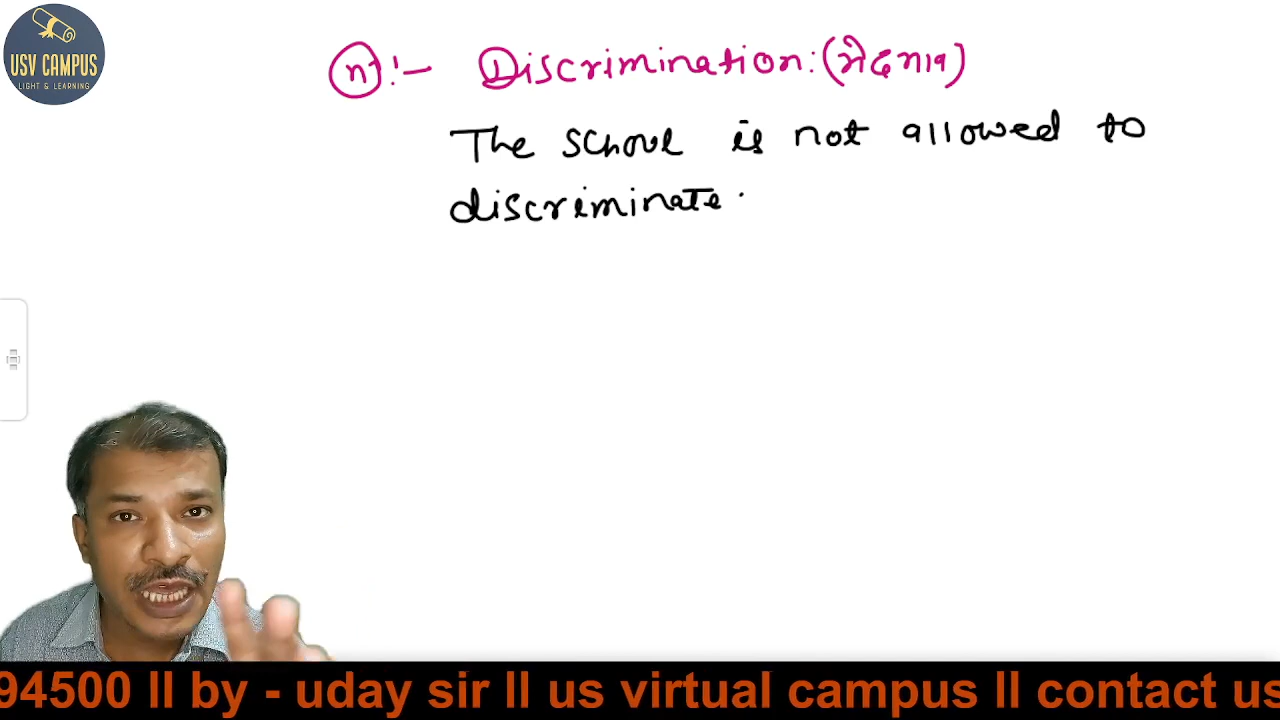 USV CAMPUS
LIGHT & LEARNING
n :- Discrimination:(भेदभाव)
The school is not allowed to
discriminate.
94500 ll by - uday sir ll us virtual campus ll contact us